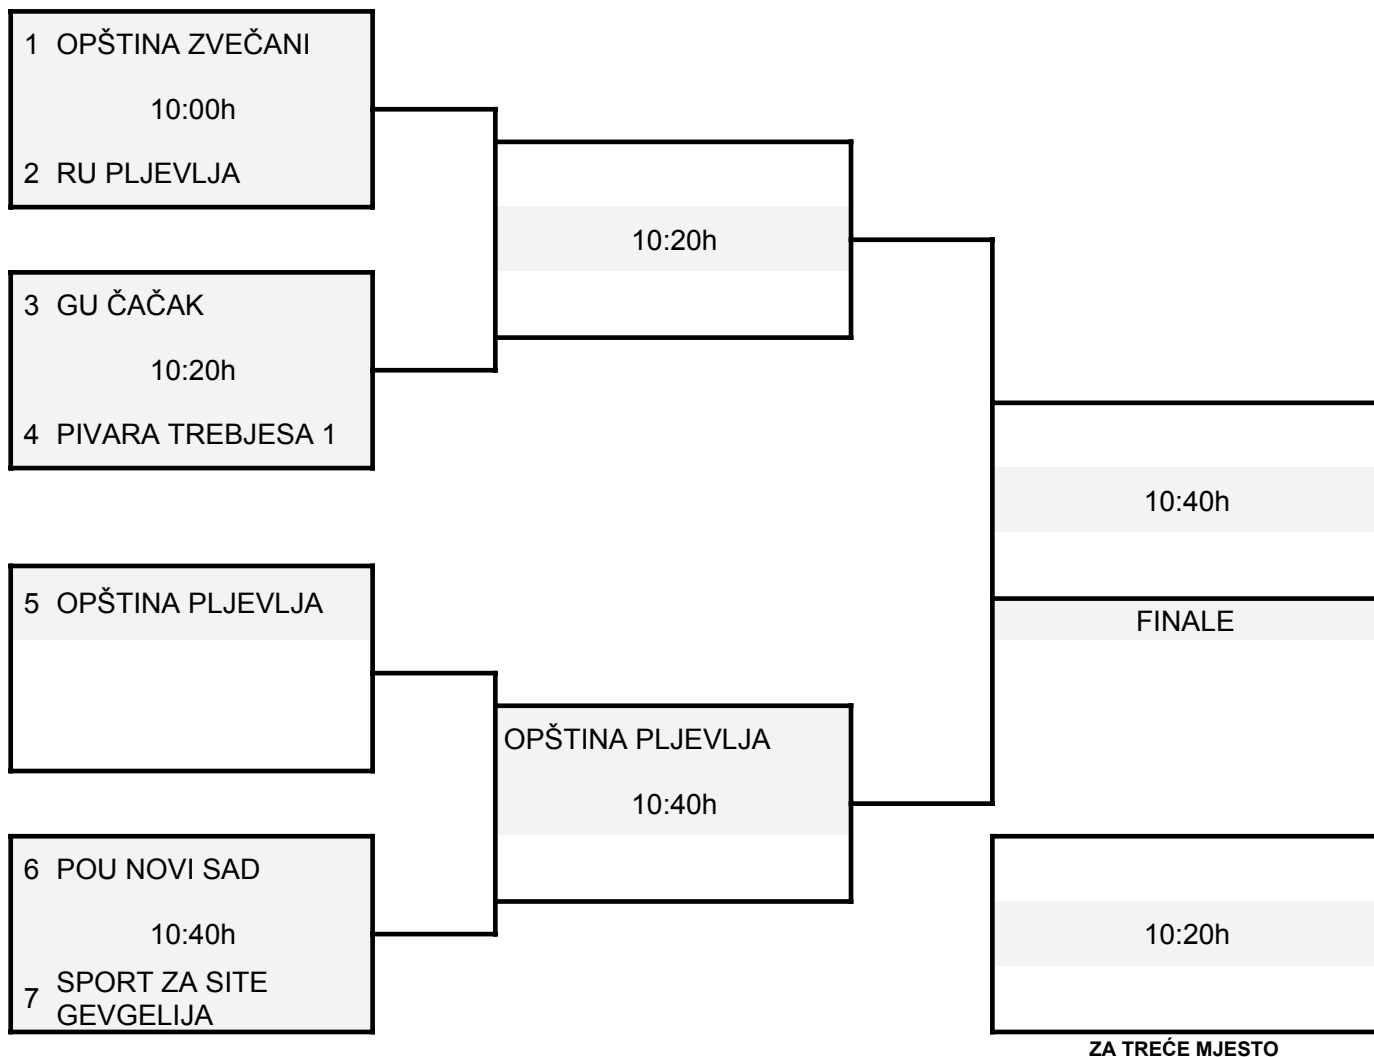 1 OPŠTINA ZVEČANI
10:00h
2 RU PLJEVLJA
10:20h
3 GU ČAČAK
10:20h
4 PIVARA TREBJESA 1
10:40h
5 OPŠTINA PLJEVLJA
FINALE
OPŠTINA PLJEVLJA
10:40h
6 POU NOVI SAD
10:40h
10:20h
7 SPORT ZA SITE
GEVGELIJA
ZA TREĆE MJESTO